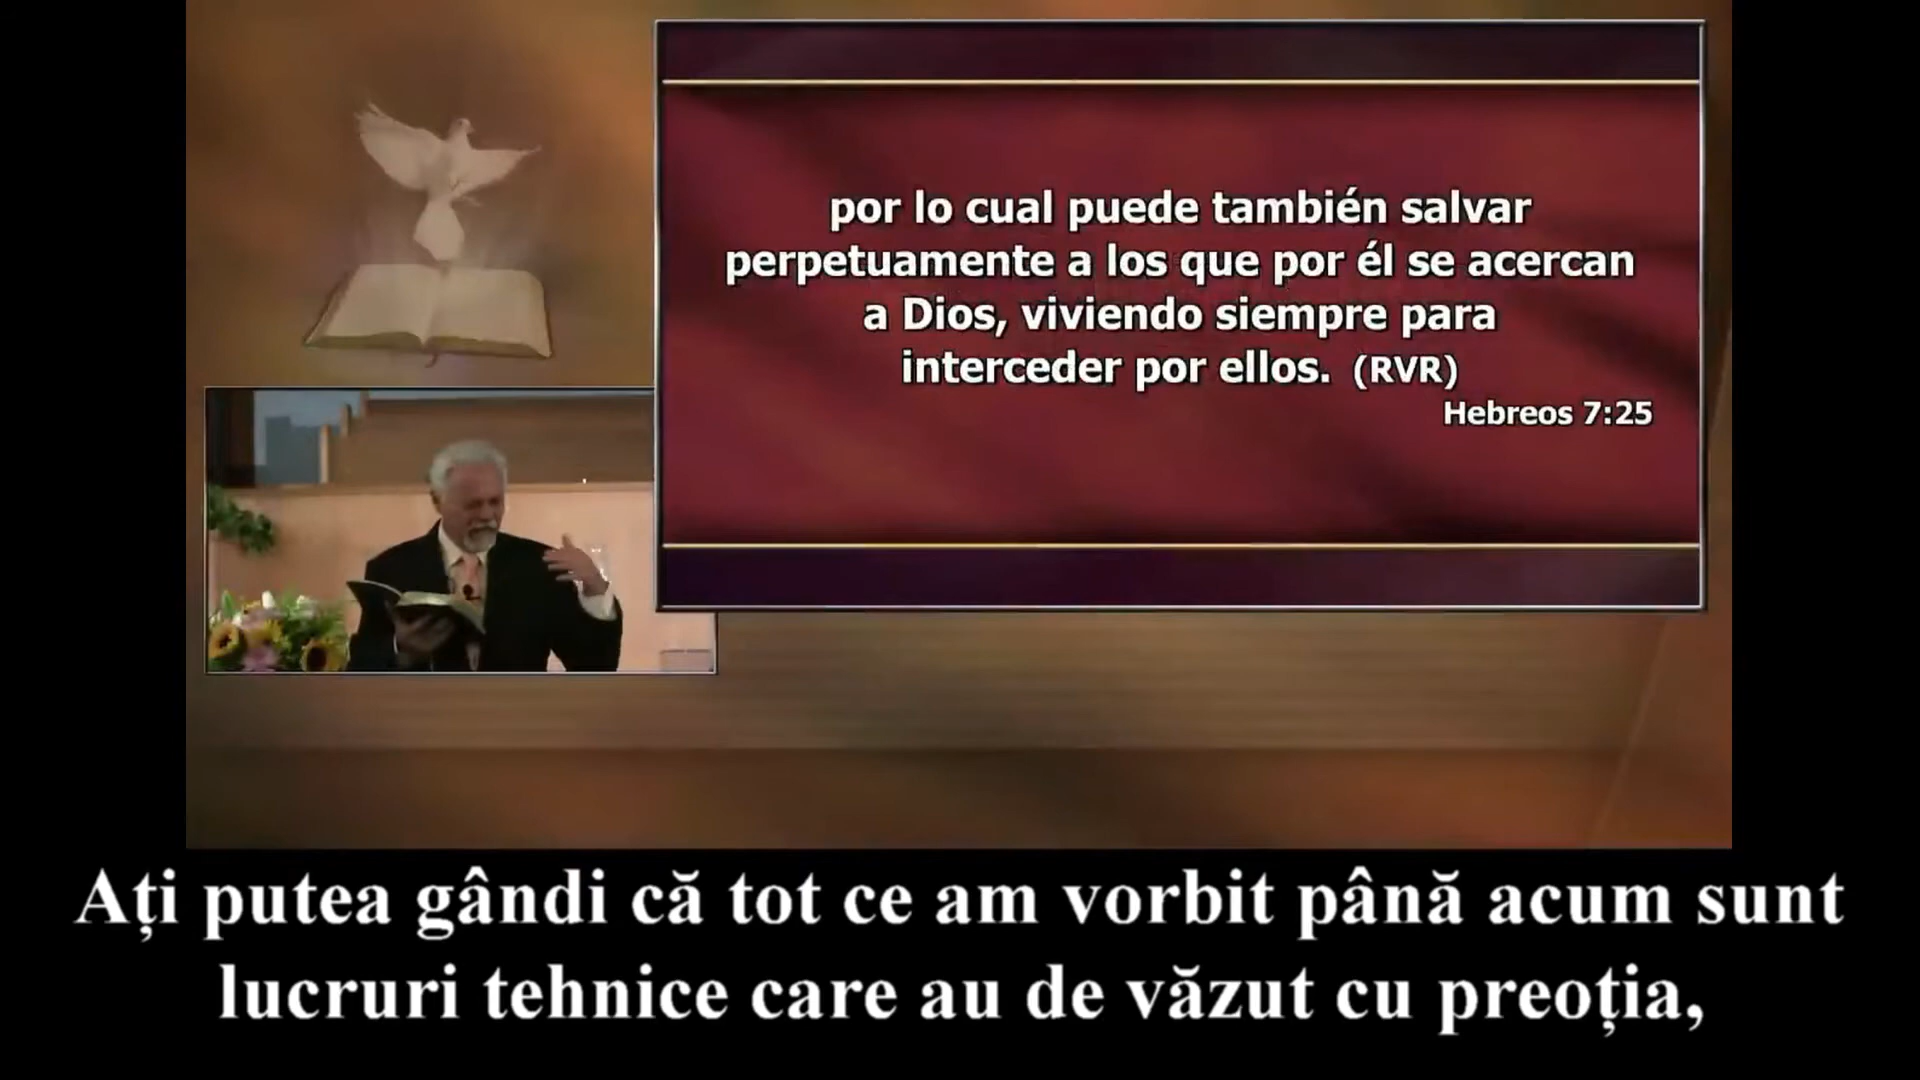 por lo cual puede también salvar
perpetuamente a los que por él se acercan
a Dios, viviendo siempre para
interceder por ellos. (RVR)
Hebreos 7:25
Ați putea gândi că tot ce am vorbit până acum sunt
lucruri tehnice care au de văzut cu preoția,